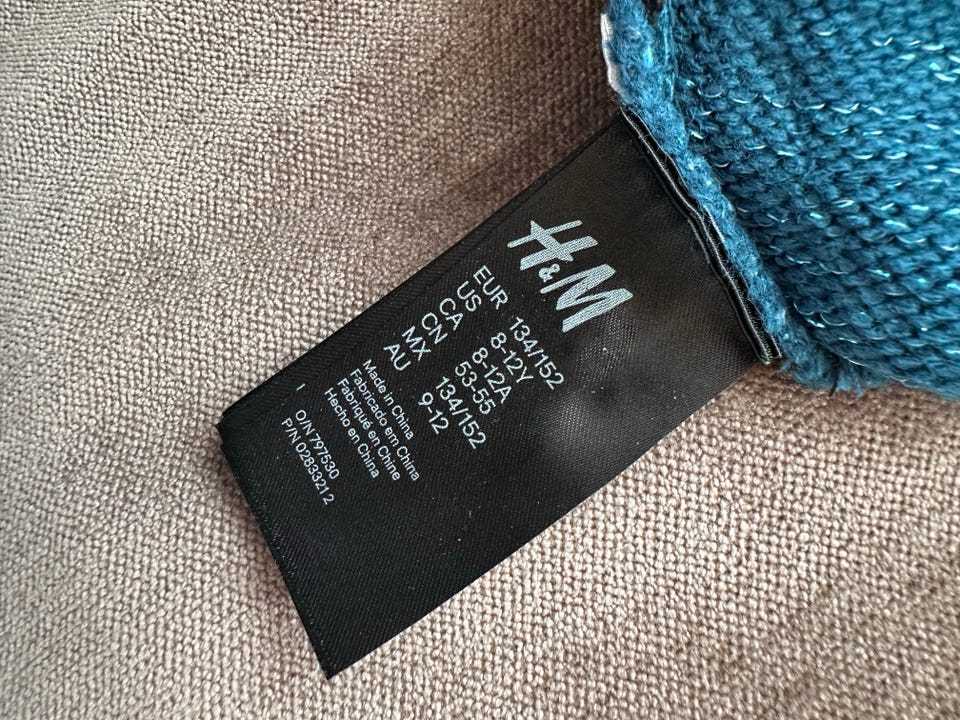 H&M
EUR 134/152
US 8-12Y
CA 8-12A
CN 53-55
MX 134/152
AU 9-12
Made in China
Fabricado em China
Fabriqué en Chine
Hecho en China
O/N 797530
P/N 02833212